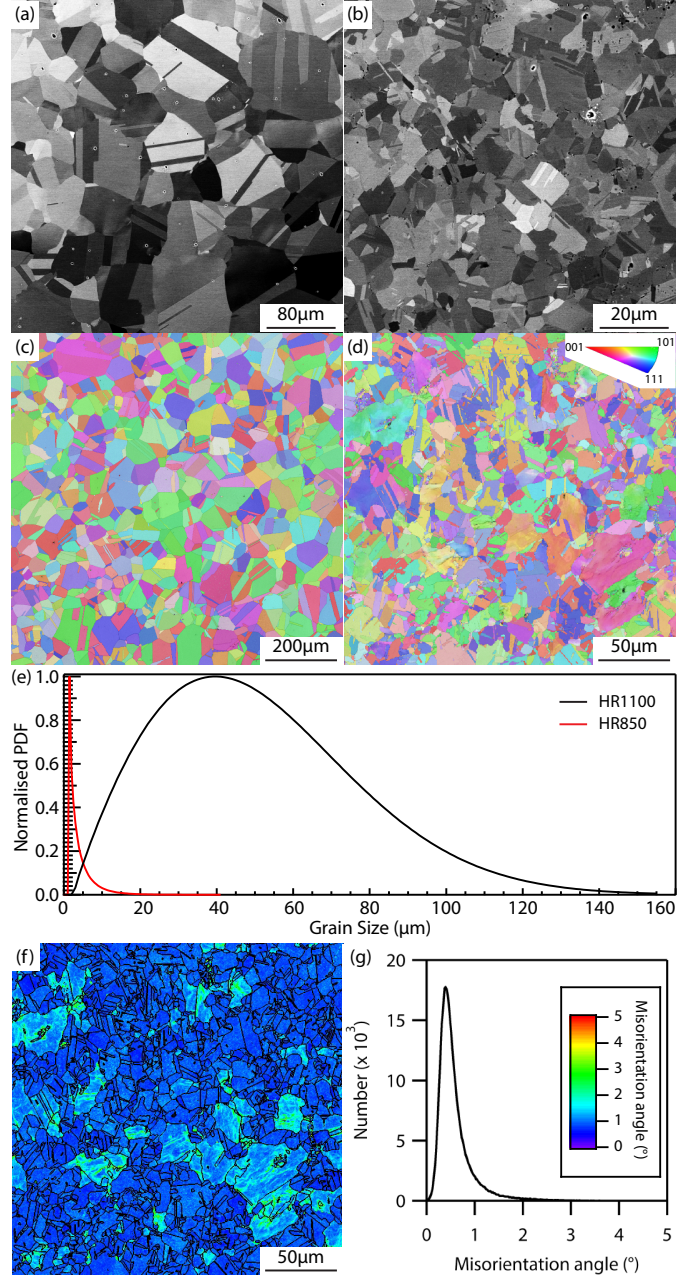 (a)
80µm
(b)
20µm
(c)
200µm
(d)
001
101
111
50µm
(e)
Normalised PDF
1.0
0.8
0.6
0.4
0.2
0.0
HR1100
HR850
0
20
40
60
80
100
120
140
160
Grain Size (µm)
(f)
50µm
(g)
Number (x 10³)
20
15
10
5
0
Misorientation angle (°)
5
4
3
2
1
0
0
1
2
3
4
5
Misorientation angle (°)